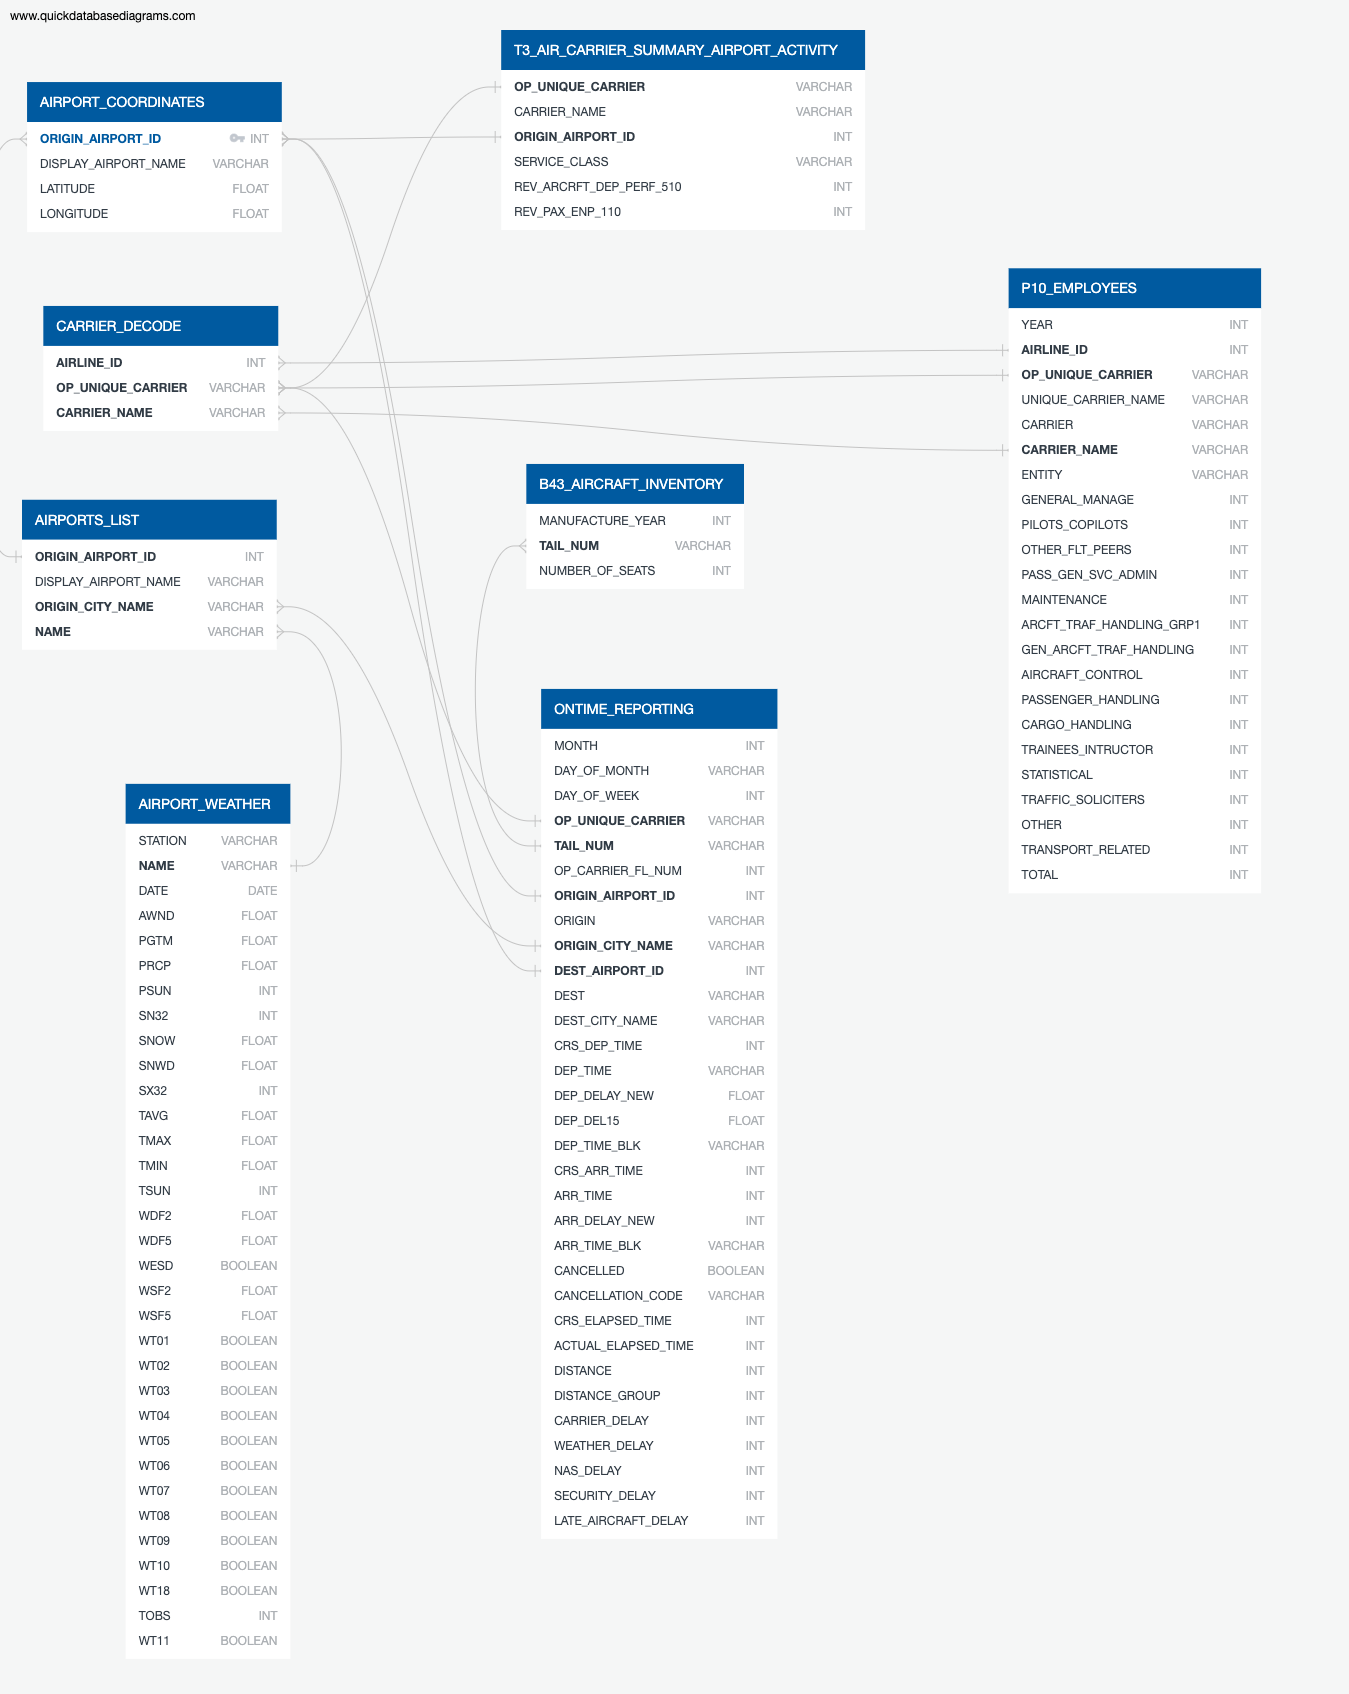 www.quickdatabasediagrams.com
T3_AIR_CARRIER_SUMMARY_AIRPORT_ACTIVITY
OP_UNIQUE_CARRIER VARCHAR
CARRIER_NAME VARCHAR
ORIGIN_AIRPORT_ID INT
SERVICE_CLASS VARCHAR
REV_ARCRFT_DEP_PERF_510 INT
REV_PAX_ENP_110 INT
AIRPORT_COORDINATES
ORIGIN_AIRPORT_ID INT
DISPLAY_AIRPORT_NAME VARCHAR
LATITUDE FLOAT
LONGITUDE FLOAT
P10_EMPLOYEES
YEAR INT
AIRLINE_ID INT
OP_UNIQUE_CARRIER VARCHAR
UNIQUE_CARRIER_NAME VARCHAR
CARRIER VARCHAR
CARRIER_NAME VARCHAR
ENTITY VARCHAR
GENERAL_MANAGE INT
PILOTS_COPILOTS INT
OTHER_FLT_PEERS INT
PASS_GEN_SVC_ADMIN INT
MAINTENANCE INT
ARCFT_TRAF_HANDLING_GRP1 INT
GEN_ARCFT_TRAF_HANDLING INT
AIRCRAFT_CONTROL INT
PASSENGER_HANDLING INT
CARGO_HANDLING INT
TRAINEES_INTRUCTOR INT
STATISTICAL INT
TRAFFIC_SOLICITERS INT
OTHER INT
TRANSPORT_RELATED INT
TOTAL INT
CARRIER_DECODE
AIRLINE_ID INT
OP_UNIQUE_CARRIER VARCHAR
CARRIER_NAME VARCHAR
B43_AIRCRAFT_INVENTORY
MANUFACTURE_YEAR INT
TAIL_NUM VARCHAR
NUMBER_OF_SEATS INT
AIRPORTS_LIST
ORIGIN_AIRPORT_ID INT
DISPLAY_AIRPORT_NAME VARCHAR
ORIGIN_CITY_NAME VARCHAR
NAME VARCHAR
ONTIME_REPORTING
MONTH INT
DAY_OF_MONTH VARCHAR
DAY_OF_WEEK INT
OP_UNIQUE_CARRIER VARCHAR
TAIL_NUM VARCHAR
OP_CARRIER_FL_NUM INT
ORIGIN_AIRPORT_ID INT
ORIGIN VARCHAR
ORIGIN_CITY_NAME VARCHAR
DEST_AIRPORT_ID INT
DEST VARCHAR
DEST_CITY_NAME VARCHAR
CRS_DEP_TIME INT
DEP_TIME VARCHAR
DEP_DELAY_NEW FLOAT
DEP_DEL15 FLOAT
DEP_TIME_BLK VARCHAR
CRS_ARR_TIME INT
ARR_TIME INT
ARR_DELAY_NEW INT
ARR_TIME_BLK VARCHAR
CANCELLED BOOLEAN
CANCELLATION_CODE VARCHAR
CRS_ELAPSED_TIME INT
ACTUAL_ELAPSED_TIME INT
DISTANCE INT
DISTANCE_GROUP INT
CARRIER_DELAY INT
WEATHER_DELAY INT
NAS_DELAY INT
SECURITY_DELAY INT
LATE_AIRCRAFT_DELAY INT
AIRPORT_WEATHER
STATION VARCHAR
NAME VARCHAR
DATE DATE
AWND FLOAT
PGTM FLOAT
PRCP FLOAT
PSUN INT
SN32 INT
SNOW FLOAT
SNWD FLOAT
SX32 INT
TAVG FLOAT
TMAX FLOAT
TMIN FLOAT
TSUN INT
WDF2 FLOAT
WDF5 FLOAT
WESD BOOLEAN
WSF2 FLOAT
WSF5 FLOAT
WT01 BOOLEAN
WT02 BOOLEAN
WT03 BOOLEAN
WT04 BOOLEAN
WT05 BOOLEAN
WT06 BOOLEAN
WT07 BOOLEAN
WT08 BOOLEAN
WT09 BOOLEAN
WT10 BOOLEAN
WT18 BOOLEAN
TOBS INT
WT11 BOOLEAN